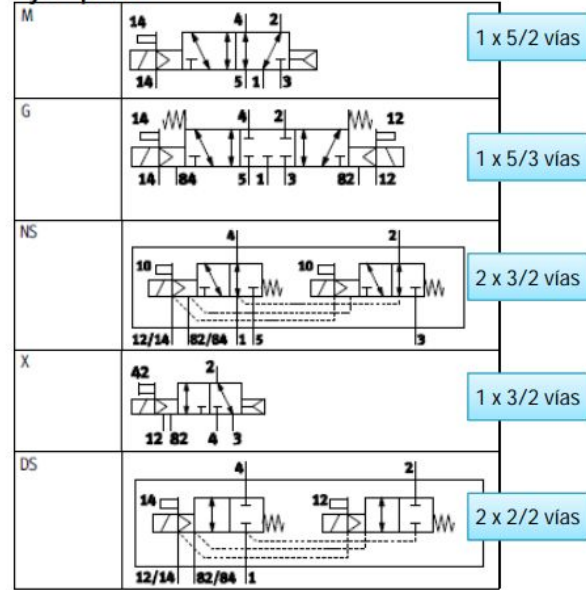 M
14 4 2
1 x 5/2 vías
14 5 1 3
G
14 4 2 12
1 x 5/3 vías
14 84 5 1 3 82 12
NS
4 2
10 10
2 x 3/2 vías
12/14 82/84 1 5 3
X
42 2
1 x 3/2 vías
12 82 4 3
DS
4 2
14 12
2 x 2/2 vías
12/14 82/84 1